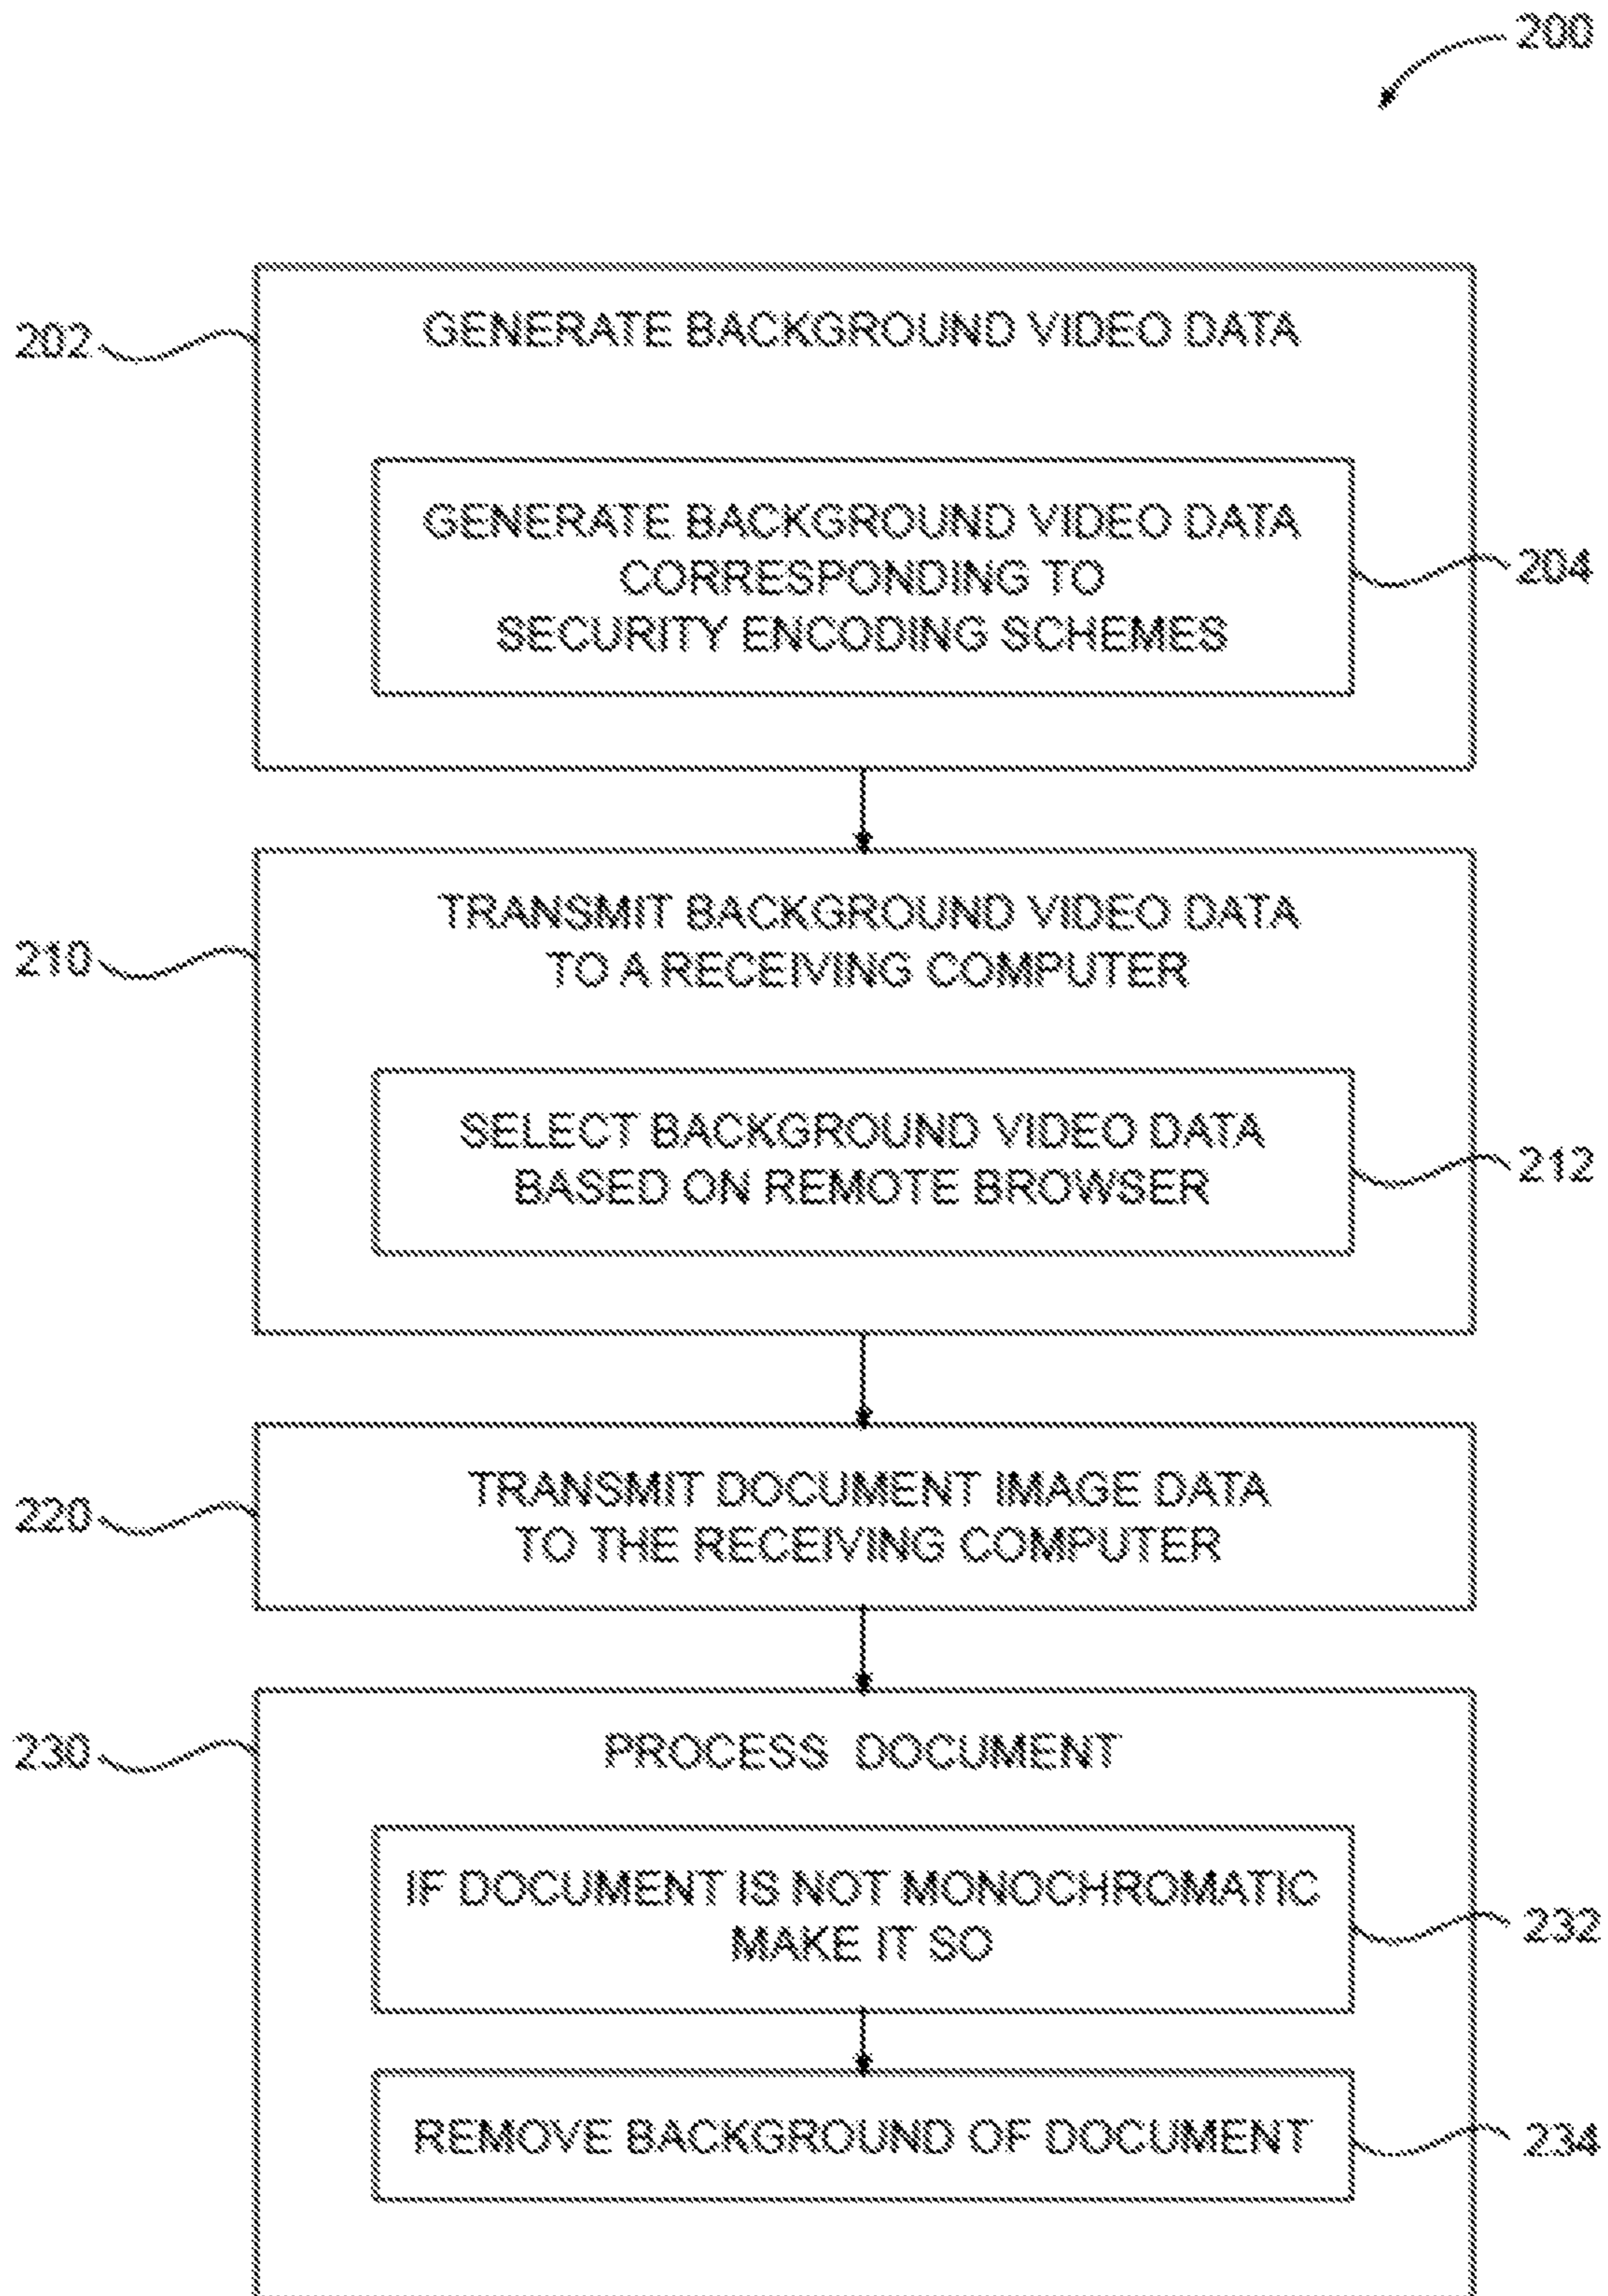 200
202
GENERATE BACKGROUND VIDEO DATA
GENERATE BACKGROUND VIDEO DATA
CORRESPONDING TO
SECURITY ENCODING SCHEMES
204
210
TRANSMIT BACKGROUND VIDEO DATA
TO A RECEIVING COMPUTER
SELECT BACKGROUND VIDEO DATA
BASED ON REMOTE BROWSER
212
220
TRANSMIT DOCUMENT IMAGE DATA
TO THE RECEIVING COMPUTER
230
PROCESS DOCUMENT
IF DOCUMENT IS NOT MONOCHROMATIC
MAKE IT SO
232
REMOVE BACKGROUND OF DOCUMENT
234